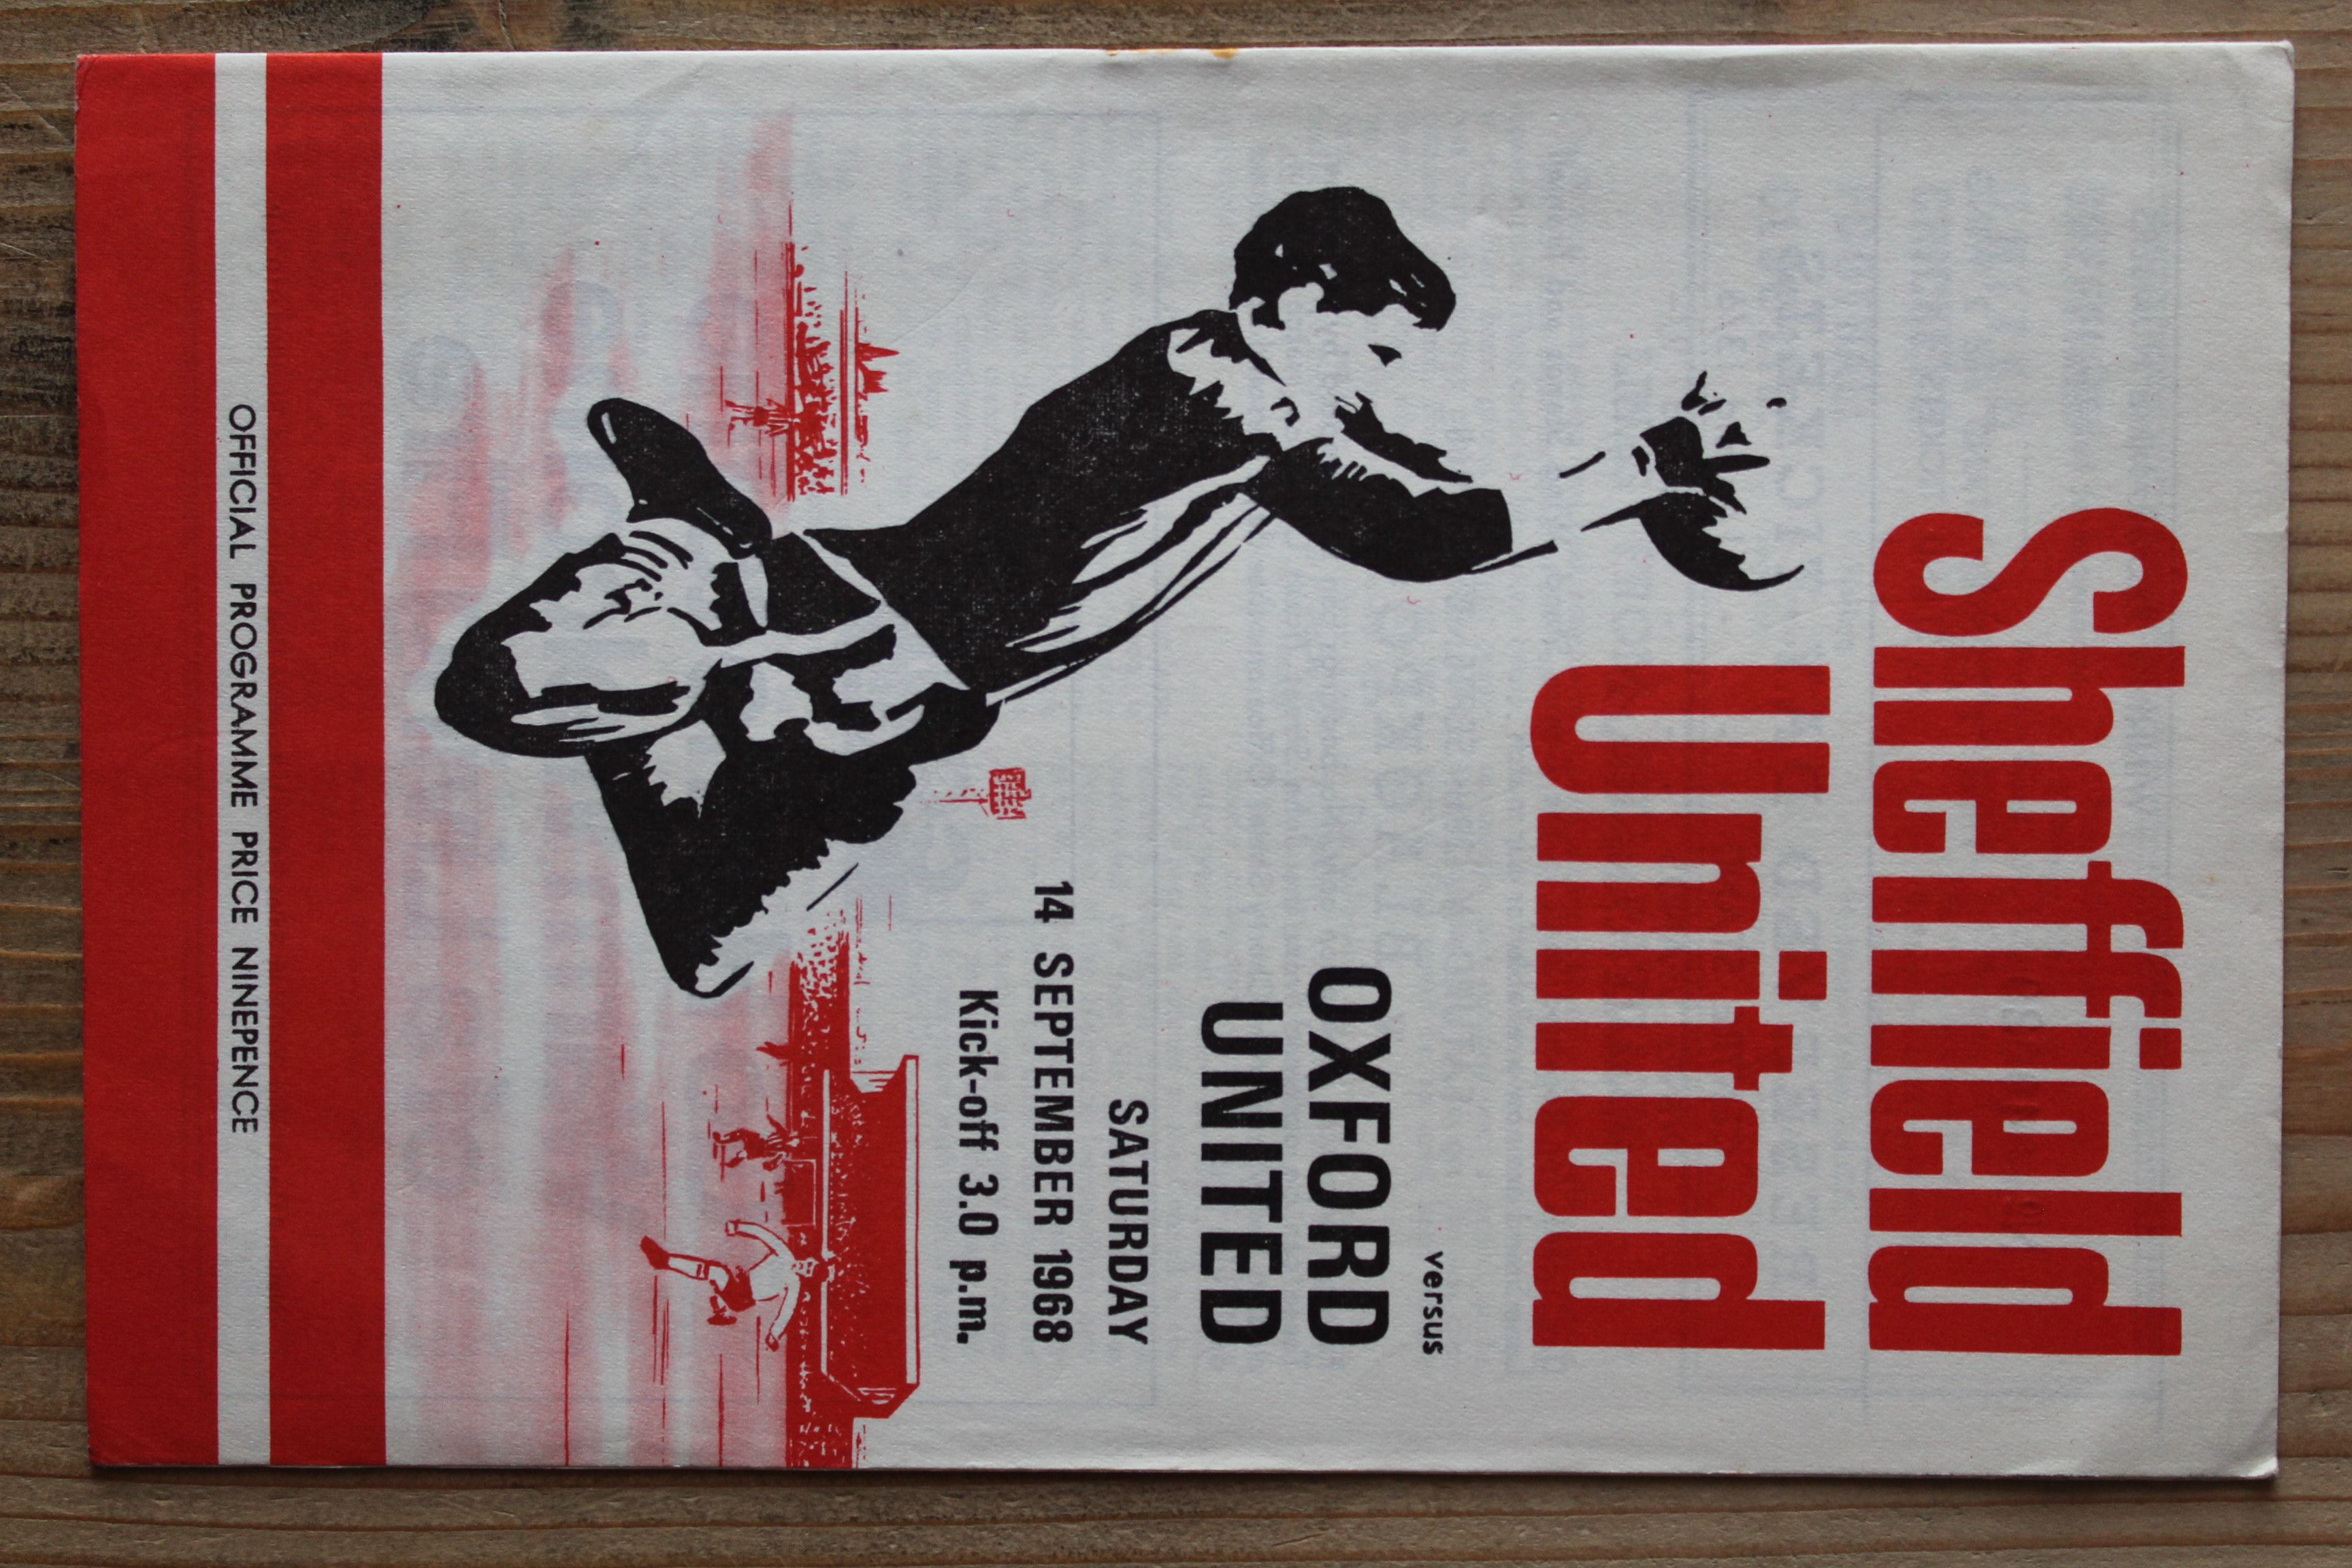 Sheffield
United
versus
OXFORD
UNITED
SATURDAY
14 SEPTEMBER 1968
Kick-off 3.0 p.m.
OFFICIAL PROGRAMME PRICE NINEPENCE